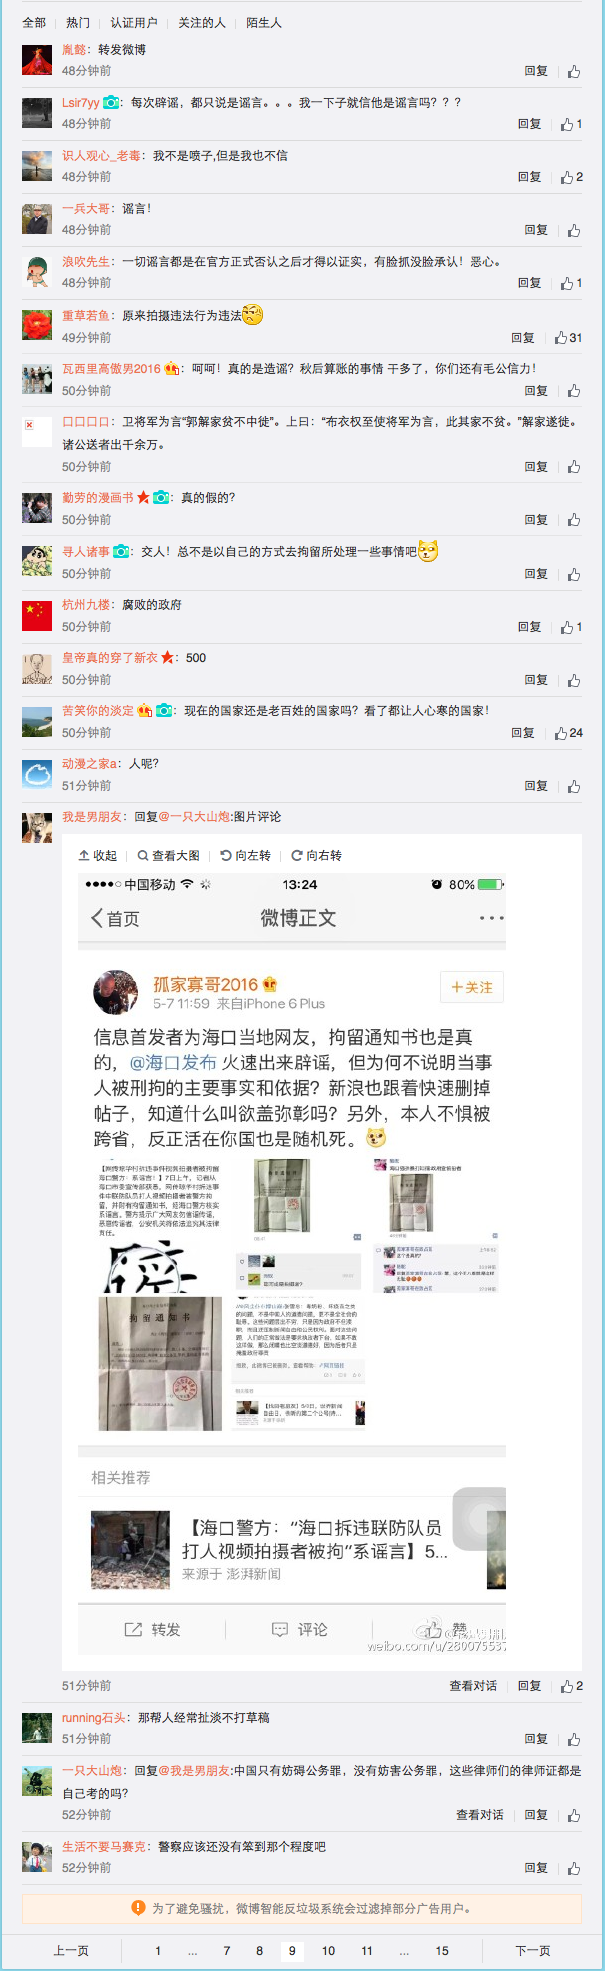 全部 热门 认证用户 关注的人 陌生人
胤懿：转发微博
48分钟前 回复
Lsir7yy：每次辟谣，都只说是谣言。。。我一下子就信他是谣言吗？？？
48分钟前 回复 1
识人观心_老毒：我不是喷子,但是我也不信
48分钟前 回复 2
一兵大哥：谣言！
48分钟前 回复
浪吹先生：一切谣言都是在官方正式否认之后才得以证实，有脸抓没脸承认！恶心。
48分钟前 回复 1
重草若鱼：原来拍摄违法行为违法
49分钟前 回复 31
瓦西里高傲男2016：呵呵！真的是造谣？秋后算账的事情 干多了，你们还有毛公信力！
50分钟前 回复
口口口口：卫将军为言“郭解家贫不中徙”。上曰：“布衣权至使将军为言，此其家不贫。”解家遂徙。
诸公送者出千余万。
50分钟前 回复
勤劳的漫画书：真的假的？
50分钟前 回复
寻人诸事：交人！总不是以自己的方式去拘留所处理一些事情吧
50分钟前 回复
杭州九楼：腐败的政府
50分钟前 回复 1
皇帝真的穿了新衣：500
50分钟前 回复
苦笑你的淡定：现在的国家还是老百姓的国家吗？看了都让人心寒的国家！
50分钟前 回复 24
动漫之家a：人呢？
51分钟前 回复
我是男朋友：回复@一只大山炮:图片评论
收起 查看大图 向左转 向右转
中国移动 13:24 80%
首页 微博正文
孤家寡哥2016
+关注
5-7 11:59 来自iPhone 6 Plus
信息首发者为海口当地网友，拘留通知书也是真
的，@海口发布 火速出来辟谣，但为何不说明当事
人被刑拘的主要事实和依据？新浪也跟着快速删掉
帖子，知道什么叫欲盖弥彰吗？另外，本人不惧被
跨省，反正活在你国也是随机死。
拘留通知书
相关推荐
【海口警方：“海口拆违联防队员
打人视频拍摄者被拘”系谣言】5...
来源于 澎湃新闻
转发 评论 赞
weibo.com/u/280075537
51分钟前 查看对话 回复 2
running石头：那帮人经常扯淡不打草稿
51分钟前 回复
一只大山炮：回复@我是男朋友:中国只有妨碍公务罪，没有妨害公务罪，这些律师们的律师证都是
自己考的吗？
52分钟前 查看对话 回复
生活不要马赛克：警察应该还没有笨到那个程度吧
52分钟前 回复
为了避免骚扰，微博智能反垃圾系统会过滤掉部分广告用户。
上一页 1 ... 7 8 9 10 11 ... 15 下一页